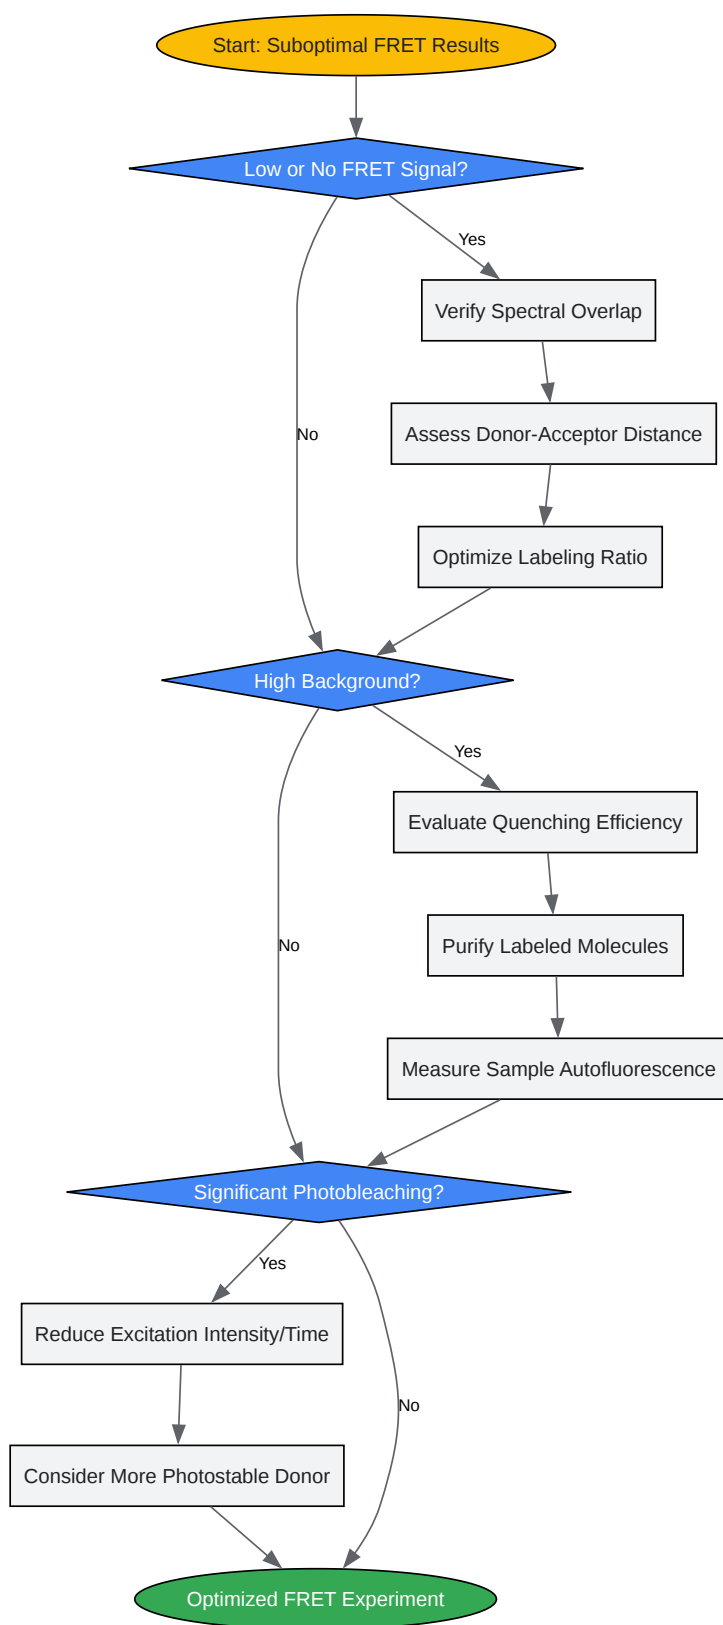 Start: Suboptimal FRET Results
Low or No FRET Signal?
Yes
Verify Spectral Overlap
Assess Donor-Acceptor Distance
No
Optimize Labeling Ratio
High Background?
Yes
Evaluate Quenching Efficiency
No
Purify Labeled Molecules
Measure Sample Autofluorescence
Significant Photobleaching?
Yes
Reduce Excitation Intensity/Time
No
Consider More Photostable Donor
Optimized FRET Experiment